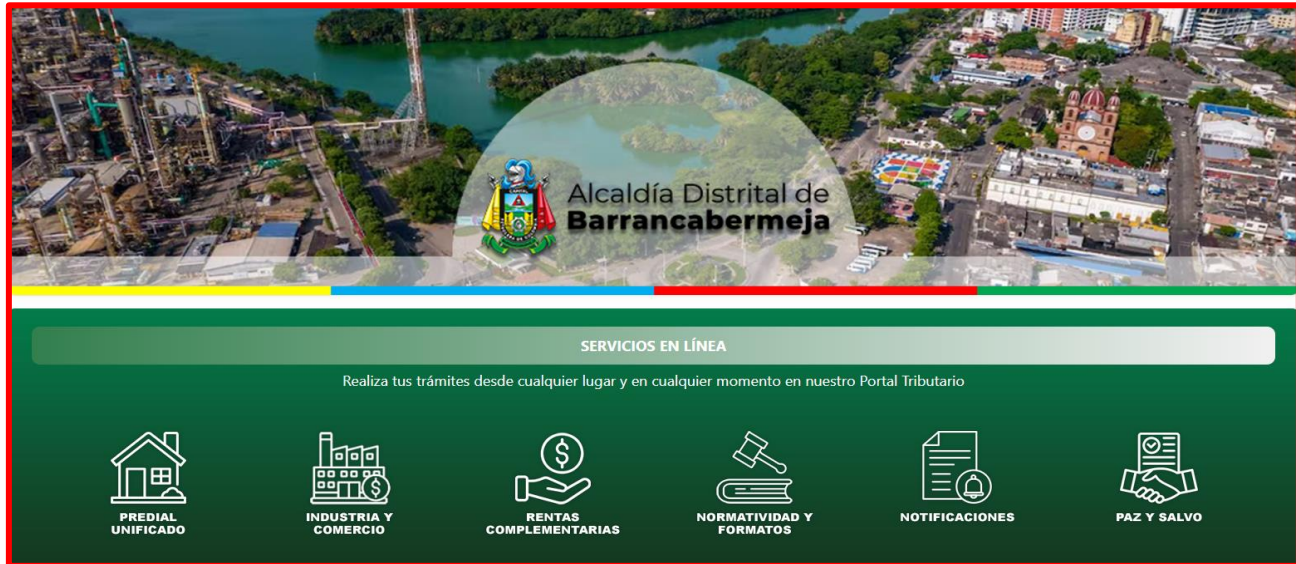 Alcaldía Distrital de
Barrancabermeja
SERVICIOS EN LÍNEA
Realiza tus trámites desde cualquier lugar y en cualquier momento en nuestro Portal Tributario
PREDIAL
UNIFICADO
INDUSTRIA Y
COMERCIO
RENTAS
COMPLEMENTARIAS
NORMATIVIDAD Y
FORMATOS
NOTIFICACIONES
PAZ Y SALVO